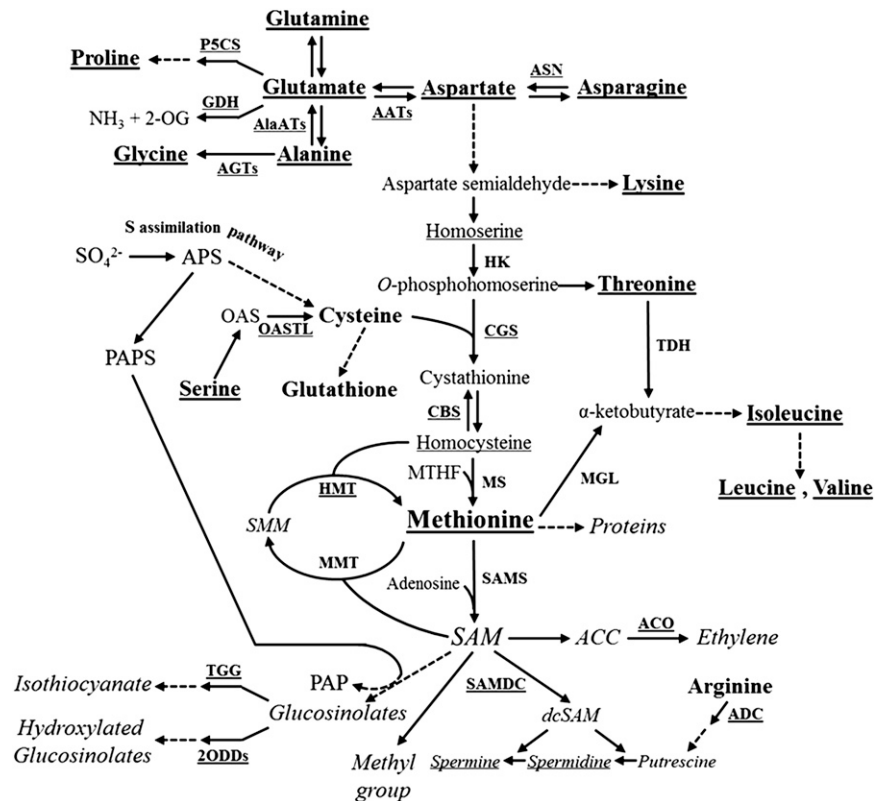 Glutamine
P5CS
Proline
Glutamate
Aspartate
ASN
Asparagine
GDH
AATs
NH₃ + 2-OG
AlaATs
Glycine
Alanine
AGTs
Aspartate semialdehyde
Lysine
S assimilation pathway
Homoserine
SO₄²⁻
APS
HK
O-phosphohomoserine
Threonine
OAS
OASTL
Cysteine
CGS
TDH
PAPS
Serine
Glutathione
Cystathionine
CBS
α-ketobutyrate
Isoleucine
Homocysteine
MTHF
MS
MGL
HMT
Leucine , Valine
SMM
Methionine
Proteins
MMT
Adenosine
SAMS
SAM
ACC
ACO
Ethylene
TGG
PAP
SAMDC
Arginine
Isothiocyanate
Glucosinolates
dcSAM
ADC
Hydroxylated
Glucosinolates
2ODDs
Methyl
group
Spermine
Spermidine
Putrescine